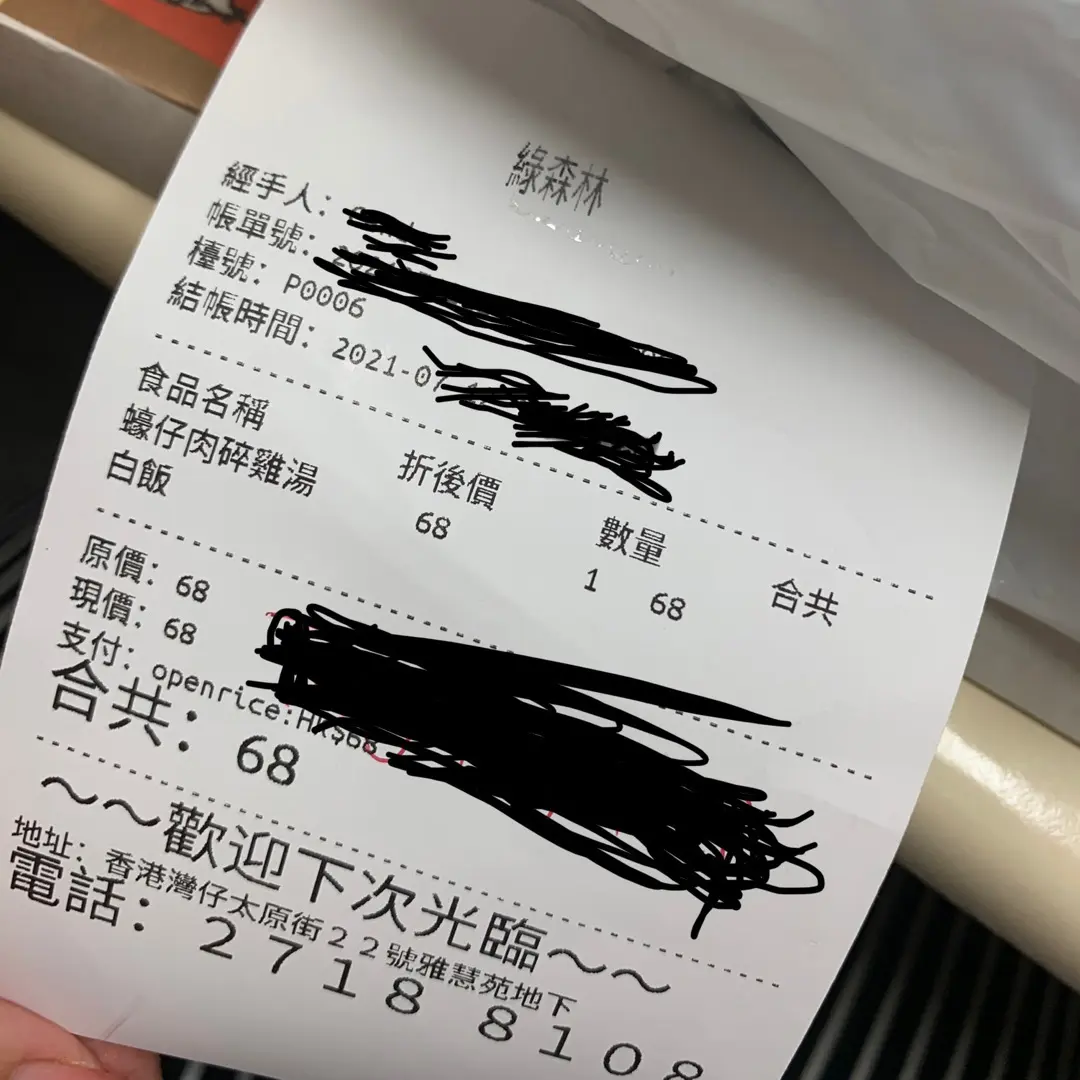 綠森林
經手人：
帳單號：
檯號： P0006
結帳時間： 2021-07
食品名稱 折後價 數量 合共
蠔仔肉碎雞湯 68 1 68
白飯
原價： 68
現價： 68
支付： openrice:HK$68
合共： 68
～～歡迎下次光臨～～
地址： 香港灣仔太原街２２號雅慧苑地下
電話： ２７１８ ８１０８